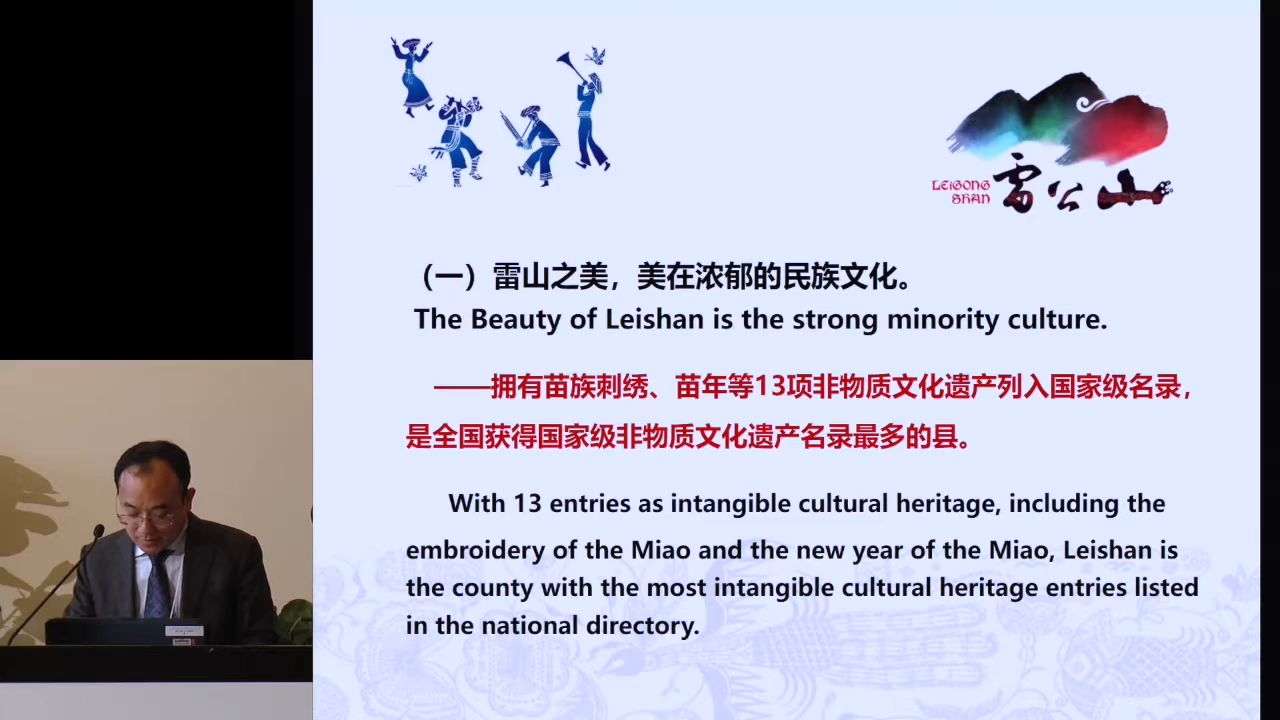 LEIGONG
SHAN
雷公山
（一）雷山之美，美在浓郁的民族文化。
The Beauty of Leishan is the strong minority culture.
——拥有苗族刺绣、苗年等13项非物质文化遗产列入国家级名录，
是全国获得国家级非物质文化遗产名录最多的县。
With 13 entries as intangible cultural heritage, including the
embroidery of the Miao and the new year of the Miao, Leishan is
the county with the most intangible cultural heritage entries listed
in the national directory.